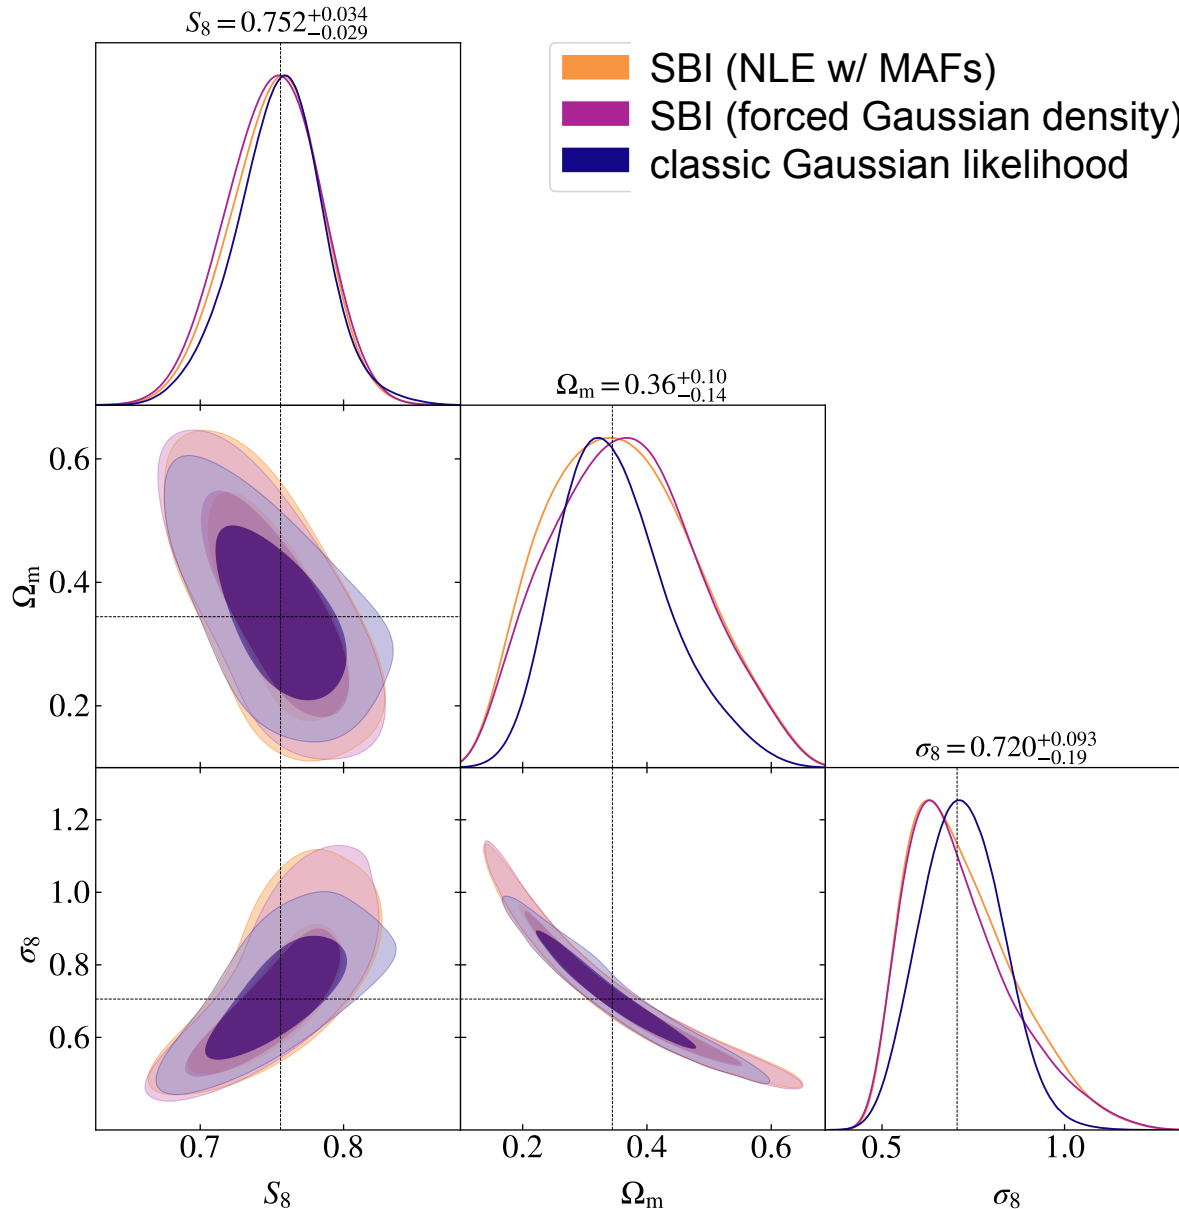 S₈ = 0.752⁺⁰·⁰³⁴₋₀.₀₂₉
SBI (NLE w/ MAFs)
SBI (forced Gaussian density)
classic Gaussian likelihood
Ωₘ = 0.36⁺⁰·¹⁰₋₀.₁₄
0.6
0.4
0.2
Ωₘ
σ₈ = 0.720⁺⁰·⁰⁹³₋₀.₁₉
1.2
1.0
0.8
0.6
σ₈
0.7 0.8 0.2 0.4 0.6 0.5 1.0
S₈ Ωₘ σ₈